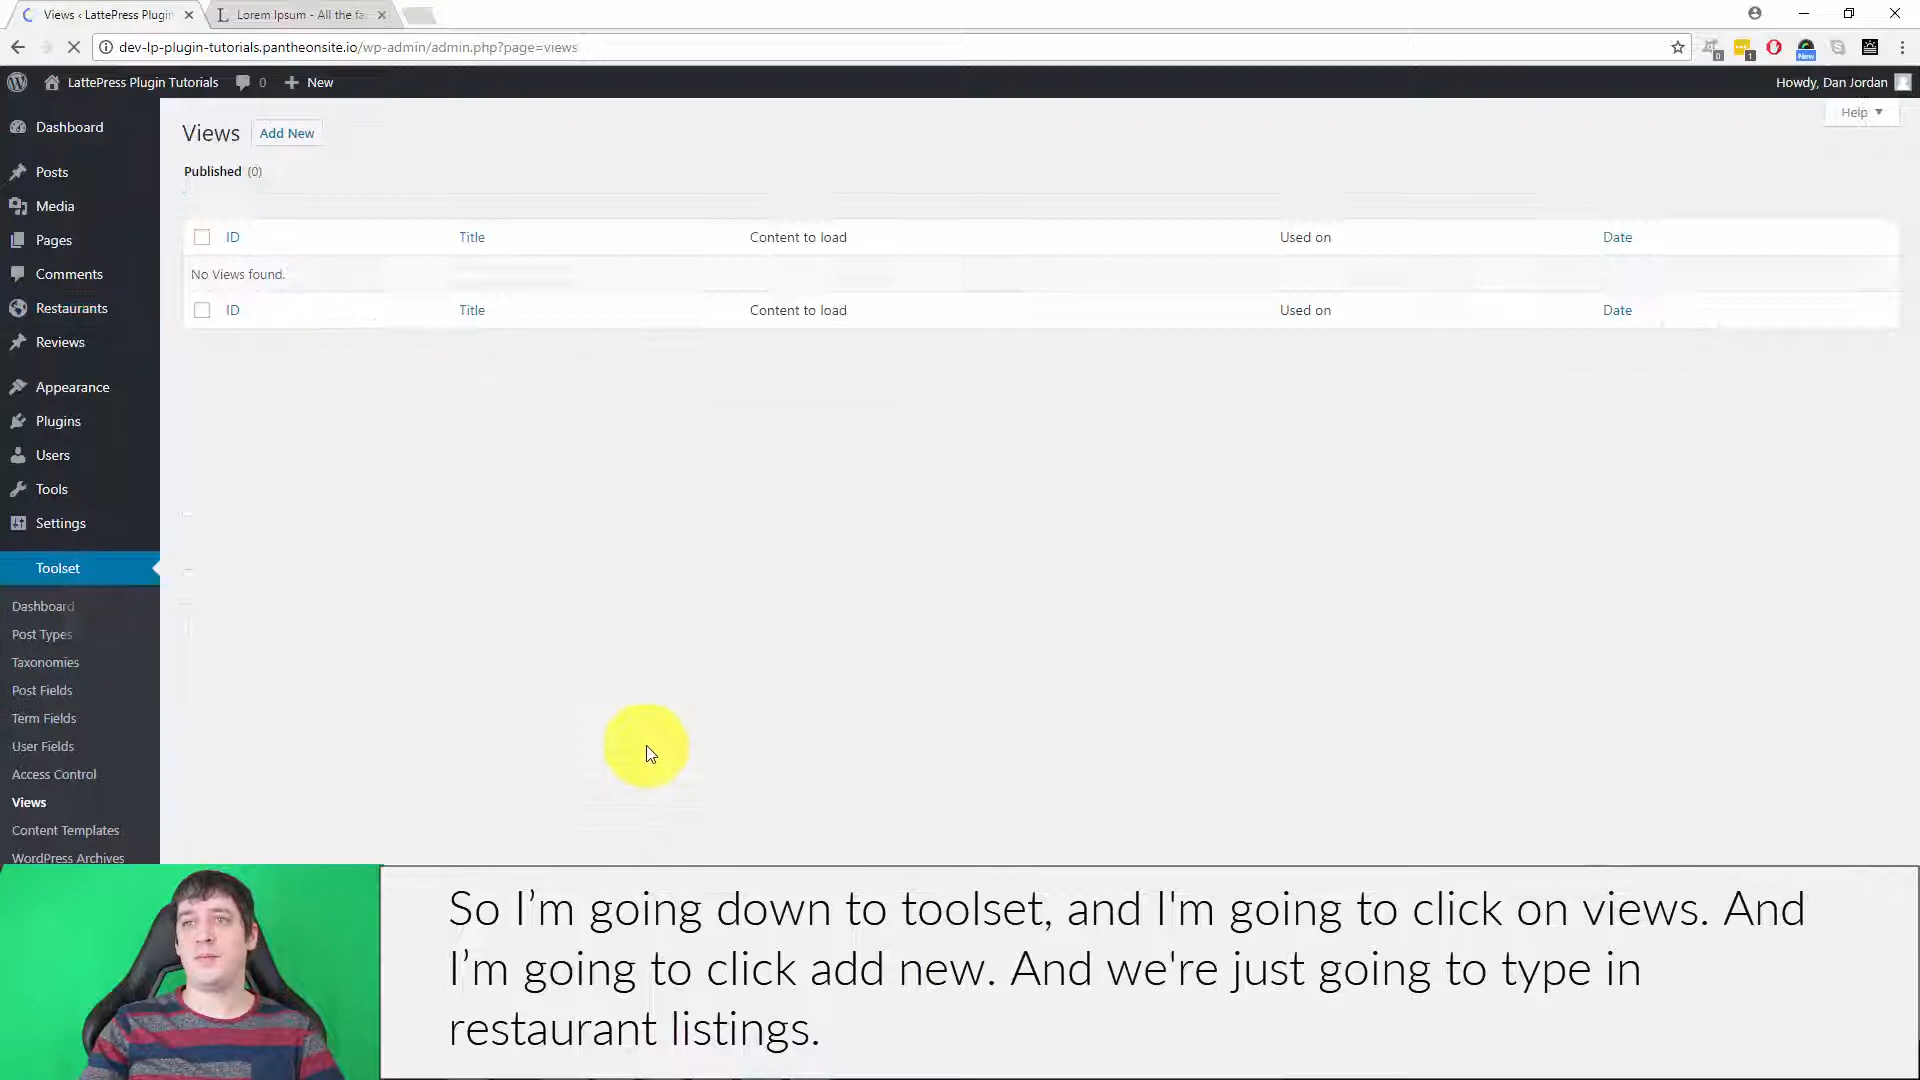 Views ‹ LattePress Plugin
Lorem Ipsum - All the fa
dev-lp-plugin-tutorials.pantheonsite.io/wp-admin/admin.php?page=views
0
1
New
LattePress Plugin Tutorials
0
New
Howdy, Dan Jordan
Dashboard
Posts
Media
Pages
Comments
Restaurants
Reviews
Appearance
Plugins
Users
Tools
Settings
Toolset
Dashboard
Post Types
Taxonomies
Post Fields
Term Fields
User Fields
Access Control
Views
Content Templates
WordPress Archives
Views Add New
Help
Published (0)
ID Title Content to load Used on Date
No Views found.
ID Title Content to load Used on Date
So I’m going down to toolset, and I'm going to click on views. And
I’m going to click add new. And we're just going to type in
restaurant listings.